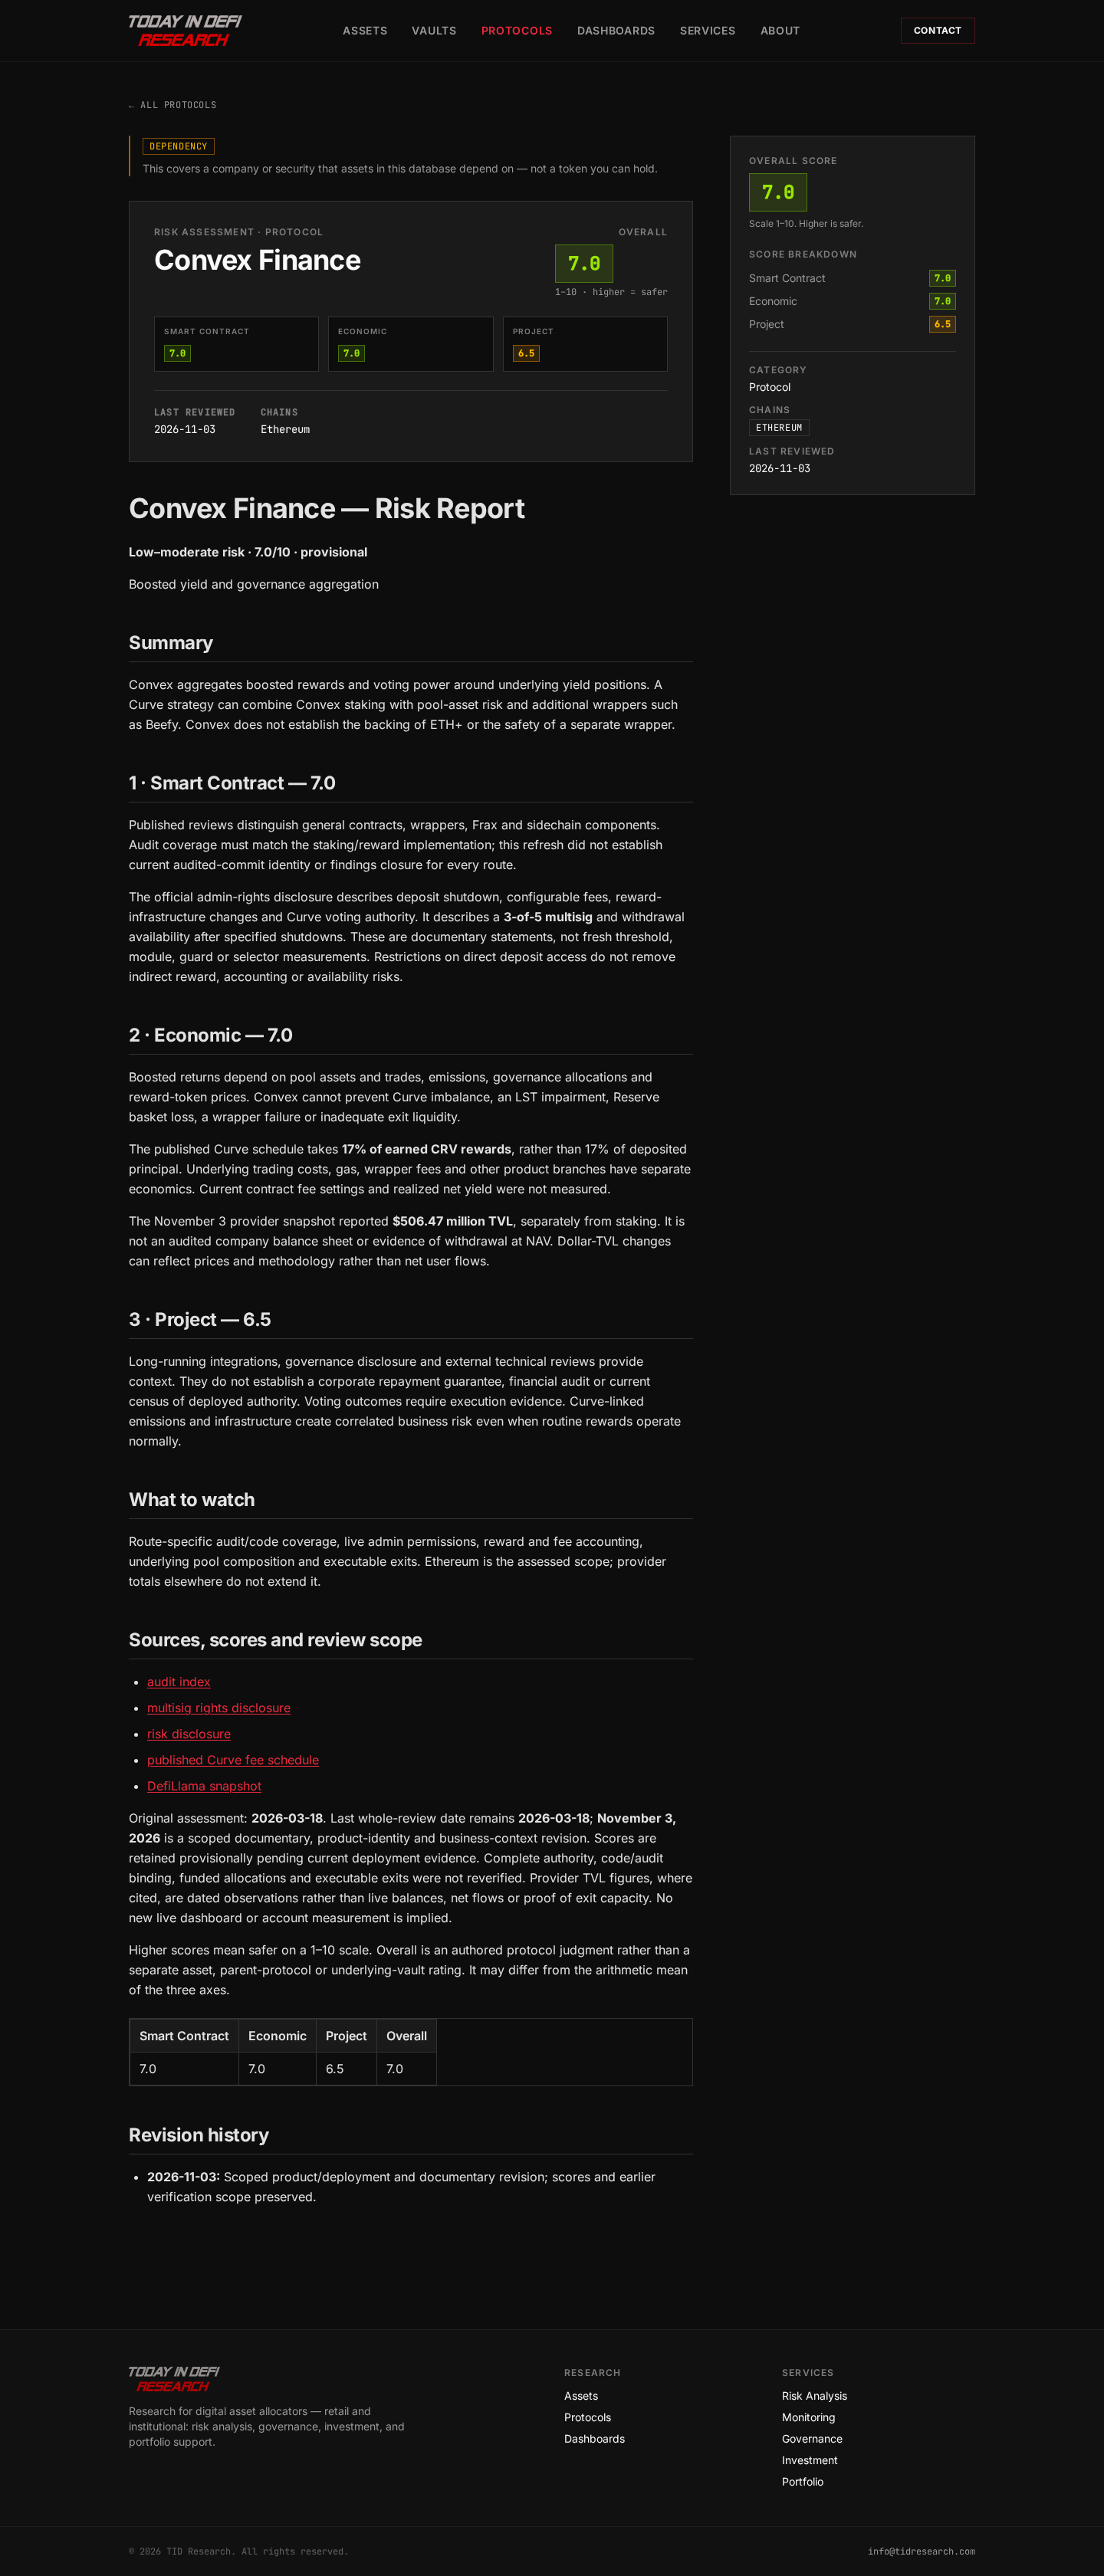 TODAY IN DEFI
RESEARCH
ASSETS VAULTS PROTOCOLS DASHBOARDS SERVICES ABOUT
CONTACT
← ALL PROTOCOLS
DEPENDENCY
This covers a company or security that assets in this database depend on — not a token you can hold.
RISK ASSESSMENT · PROTOCOL
Convex Finance
OVERALL
7.0
1–10 · higher = safer
SMART CONTRACT
7.0
ECONOMIC
7.0
PROJECT
6.5
LAST REVIEWED
2026-11-03
CHAINS
Ethereum
OVERALL SCORE
7.0
Scale 1–10. Higher is safer.
SCORE BREAKDOWN
Smart Contract 7.0
Economic 7.0
Project 6.5
CATEGORY
Protocol
CHAINS
ETHEREUM
LAST REVIEWED
2026-11-03
Convex Finance — Risk Report
Low–moderate risk · 7.0/10 · provisional
Boosted yield and governance aggregation
Summary
Convex aggregates boosted rewards and voting power around underlying yield positions. A
Curve strategy can combine Convex staking with pool-asset risk and additional wrappers such
as Beefy. Convex does not establish the backing of ETH+ or the safety of a separate wrapper.
1 · Smart Contract — 7.0
Published reviews distinguish general contracts, wrappers, Frax and sidechain components.
Audit coverage must match the staking/reward implementation; this refresh did not establish
current audited-commit identity or findings closure for every route.
The official admin-rights disclosure describes deposit shutdown, configurable fees, reward-
infrastructure changes and Curve voting authority. It describes a 3-of-5 multisig and withdrawal
availability after specified shutdowns. These are documentary statements, not fresh threshold,
module, guard or selector measurements. Restrictions on direct deposit access do not remove
indirect reward, accounting or availability risks.
2 · Economic — 7.0
Boosted returns depend on pool assets and trades, emissions, governance allocations and
reward-token prices. Convex cannot prevent Curve imbalance, an LST impairment, Reserve
basket loss, a wrapper failure or inadequate exit liquidity.
The published Curve schedule takes 17% of earned CRV rewards, rather than 17% of deposited
principal. Underlying trading costs, gas, wrapper fees and other product branches have separate
economics. Current contract fee settings and realized net yield were not measured.
The November 3 provider snapshot reported $506.47 million TVL, separately from staking. It is
not an audited company balance sheet or evidence of withdrawal at NAV. Dollar-TVL changes
can reflect prices and methodology rather than net user flows.
3 · Project — 6.5
Long-running integrations, governance disclosure and external technical reviews provide
context. They do not establish a corporate repayment guarantee, financial audit or current
census of deployed authority. Voting outcomes require execution evidence. Curve-linked
emissions and infrastructure create correlated business risk even when routine rewards operate
normally.
What to watch
Route-specific audit/code coverage, live admin permissions, reward and fee accounting,
underlying pool composition and executable exits. Ethereum is the assessed scope; provider
totals elsewhere do not extend it.
Sources, scores and review scope
• audit index
• multisig rights disclosure
• risk disclosure
• published Curve fee schedule
• DefiLlama snapshot
Original assessment: 2026-03-18. Last whole-review date remains 2026-03-18; November 3,
2026 is a scoped documentary, product-identity and business-context revision. Scores are
retained provisionally pending current deployment evidence. Complete authority, code/audit
binding, funded allocations and executable exits were not reverified. Provider TVL figures, where
cited, are dated observations rather than live balances, net flows or proof of exit capacity. No
new live dashboard or account measurement is implied.
Higher scores mean safer on a 1–10 scale. Overall is an authored protocol judgment rather than a
separate asset, parent-protocol or underlying-vault rating. It may differ from the arithmetic mean
of the three axes.
Smart Contract Economic Project Overall
7.0 7.0 6.5 7.0
Revision history
• 2026-11-03: Scoped product/deployment and documentary revision; scores and earlier
verification scope preserved.
TODAY IN DEFI
RESEARCH
Research for digital asset allocators — retail and
institutional: risk analysis, governance, investment, and
portfolio support.
RESEARCH
Assets
Protocols
Dashboards
SERVICES
Risk Analysis
Monitoring
Governance
Investment
Portfolio
© 2026 TID Research. All rights reserved.
info@tidresearch.com